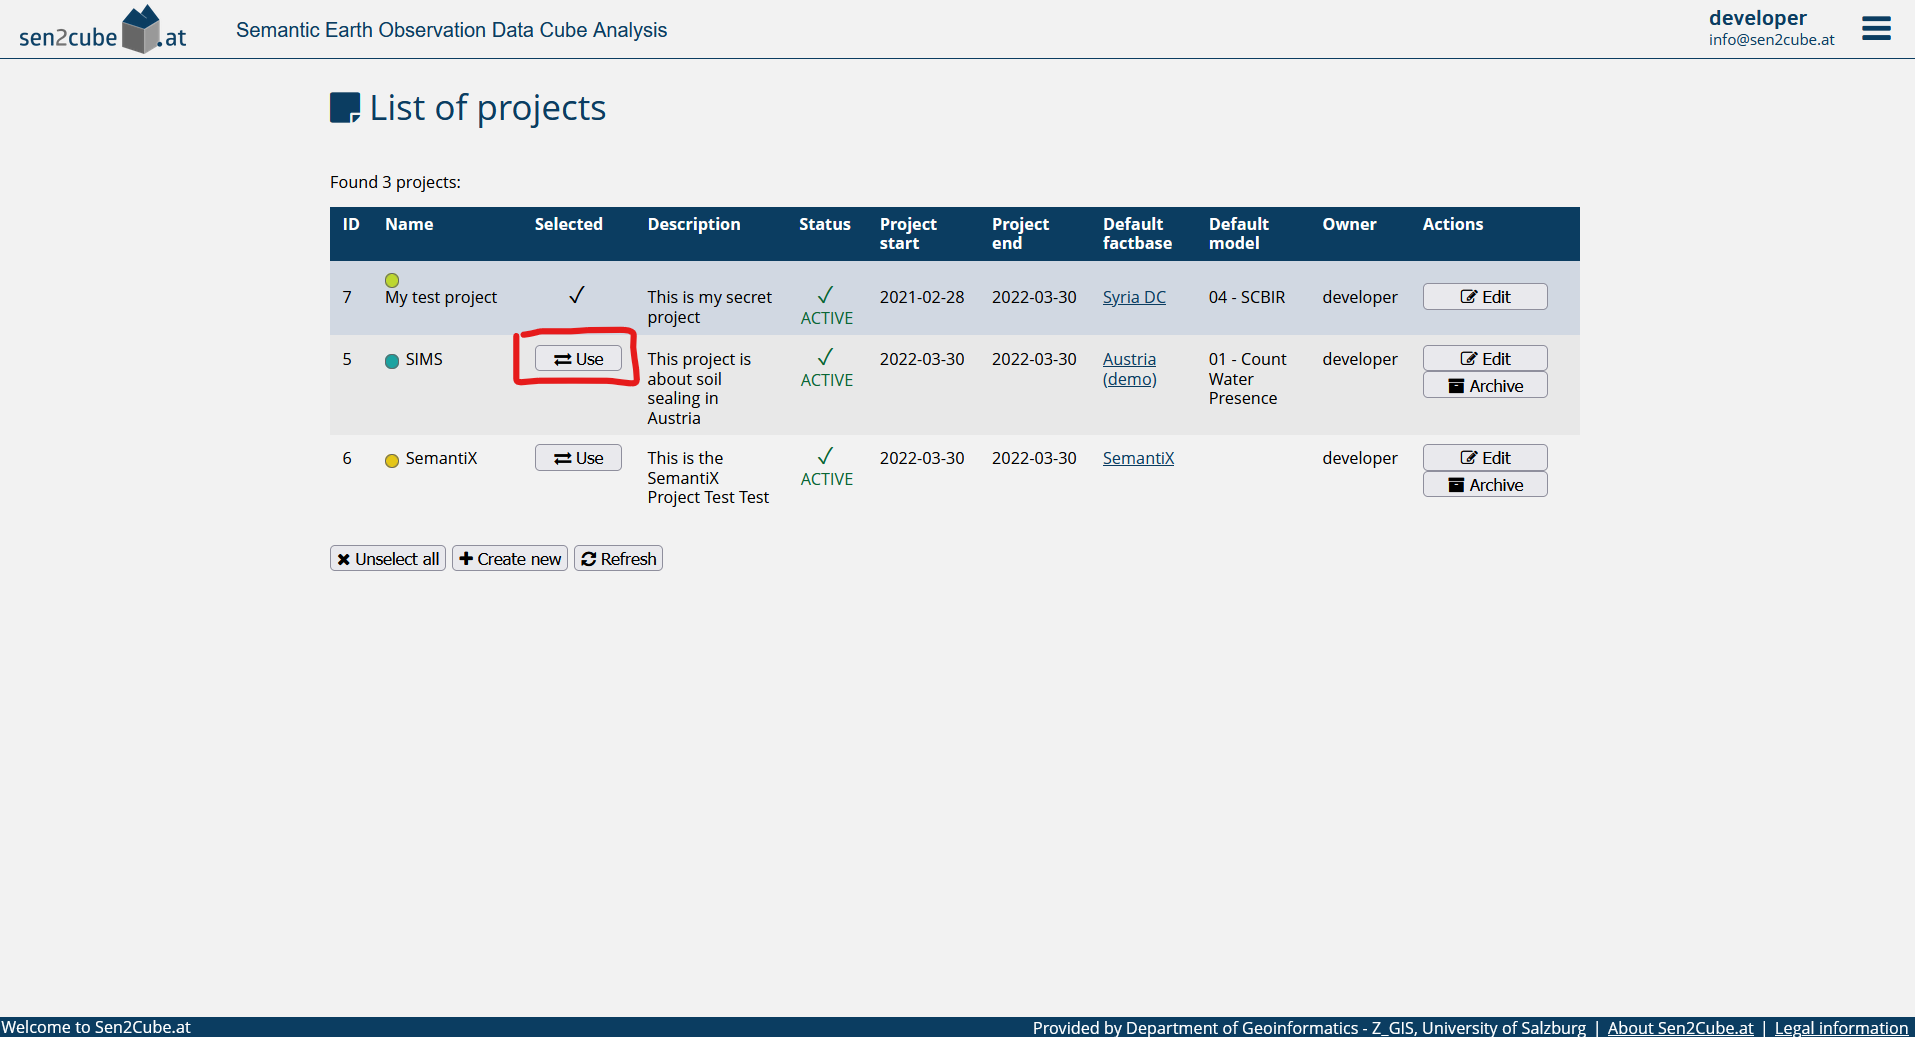 sen2cube.at
Semantic Earth Observation Data Cube Analysis
developer
info@sen2cube.at
List of projects
Found 3 projects:
ID Name Selected Description Status Project start Project end Default factbase Default model Owner Actions
7 My test project ✓ This is my secret project ✓ ACTIVE 2021-02-28 2022-03-30 Syria DC 04 - SCBIR developer Edit
5 SIMS Use This project is about soil sealing in Austria ✓ ACTIVE 2022-03-30 2022-03-30 Austria (demo) 01 - Count Water Presence developer Edit Archive
6 SemantiX Use This is the SemantiX Project Test Test ✓ ACTIVE 2022-03-30 2022-03-30 SemantiX developer Edit Archive
Unselect all Create new Refresh
Welcome to Sen2Cube.at
Provided by Department of Geoinformatics - Z_GIS, University of Salzburg | About Sen2Cube.at | Legal information